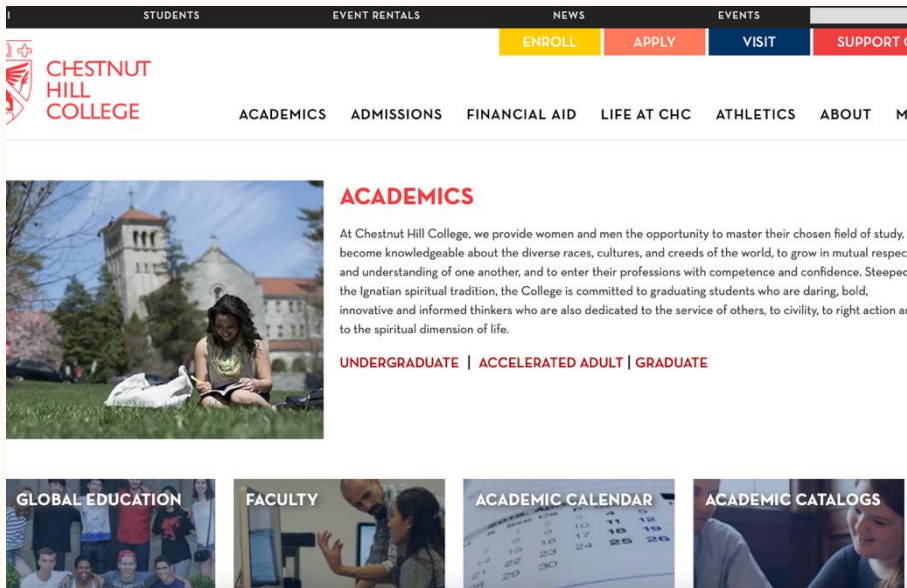 STUDENTS EVENT RENTALS NEWS EVENTS
ENROLL APPLY VISIT SUPPORT
CHESTNUT
HILL
COLLEGE
ACADEMICS ADMISSIONS FINANCIAL AID LIFE AT CHC ATHLETICS ABOUT
ACADEMICS
At Chestnut Hill College, we provide women and men the opportunity to master their chosen field of study,
become knowledgeable about the diverse races, cultures, and creeds of the world, to grow in mutual respec
and understanding of one another, and to enter their professions with competence and confidence. Steeped
the Ignatian spiritual tradition, the College is committed to graduating students who are daring, bold,
innovative and informed thinkers who are also dedicated to the service of others, to civility, to right action a
to the spiritual dimension of life.
UNDERGRADUATE | ACCELERATED ADULT | GRADUATE
GLOBAL EDUCATION FACULTY ACADEMIC CALENDAR ACADEMIC CATALOGS